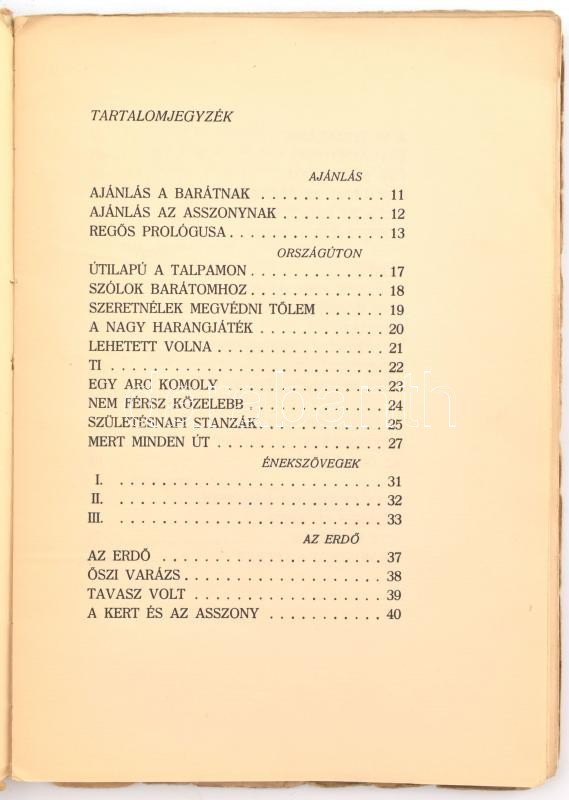 TARTALOMJEGYZÉK
AJÁNLÁS
AJÁNLÁS A BARÁTNAK . . . . . . . . . . . 11
AJÁNLÁS AZ ASSZONYNAK . . . . . . . . . 12
REGŐS PROLÓGUSA . . . . . . . . . . . . . 13
ORSZÁGÚTON
ÚTILAPÚ A TALPAMON . . . . . . . . . . . 17
SZÓLOK BARÁTOMHOZ . . . . . . . . . . . 18
SZERETNÉLEK MEGVÉDNI TŐLEM . . . . . . 19
A NAGY HARANGJÁTÉK . . . . . . . . . . . 20
LEHETETT VOLNA . . . . . . . . . . . . . . 21
TI . . . . . . . . . . . . . . . . . . . . . . 22
EGY ARC KOMOLY . . . . . . . . . . . . . . 23
NEM FÉRSZ KÖZELEBB . . . . . . . . . . . 24
SZÜLETÉSNAPI STANZÁK . . . . . . . . . . 25
MERT MINDEN ÚT . . . . . . . . . . . . . . 27
ÉNEKSZÖVEGEK
I. . . . . . . . . . . . . . . . . . . . . . 31
II. . . . . . . . . . . . . . . . . . . . . . 32
III. . . . . . . . . . . . . . . . . . . . . . 33
AZ ERDŐ
AZ ERDŐ . . . . . . . . . . . . . . . . . . 37
ŐSZI VARÁZS . . . . . . . . . . . . . . . . 38
TAVASZ VOLT . . . . . . . . . . . . . . . . 39
A KERT ÉS AZ ASSZONY . . . . . . . . . . 40